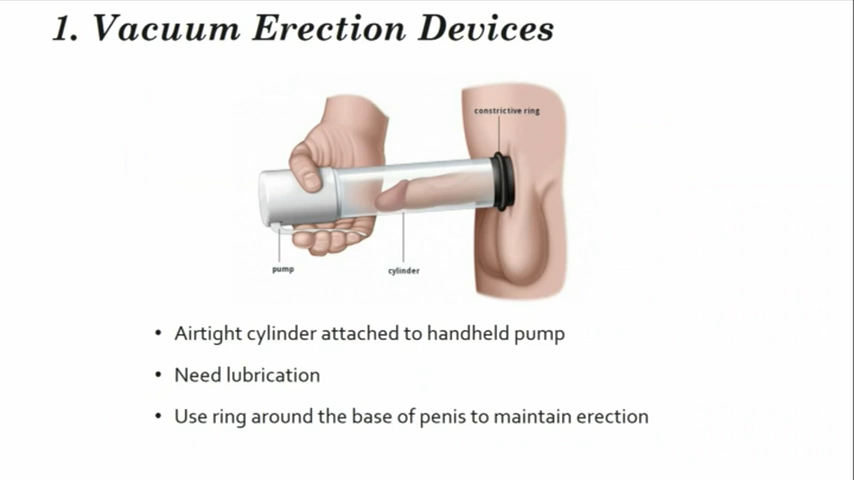 1. Vacuum Erection Devices
constrictive ring
pump
cylinder
• Airtight cylinder attached to handheld pump
• Need lubrication
• Use ring around the base of penis to maintain erection